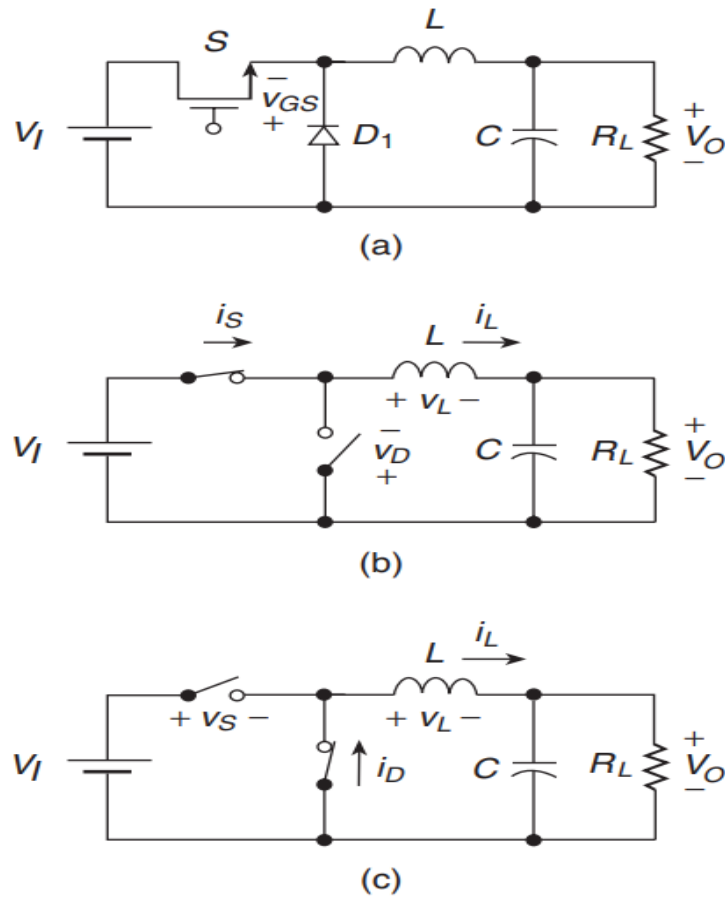 S L
V_I − v_GS + D_1 C R_L + V_O −
(a)
i_S L i_L
V_I − v_D + + v_L − C R_L + V_O −
(b)
L i_L
V_I + v_S − i_D + v_L − C R_L + V_O −
(c)